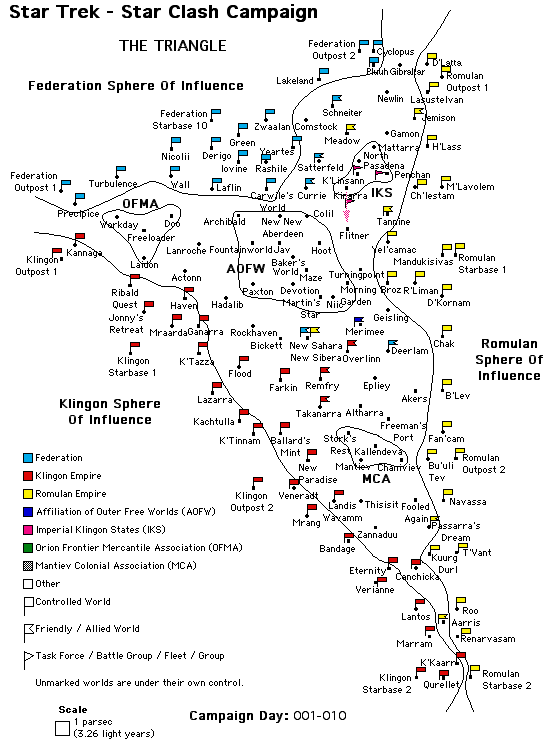 Star Trek - Star Clash Campaign
THE TRIANGLE
Federation Sphere Of Influence
Federation
Outpost 2
Cyclopus
D'Latta
Lakeland
Gibraltar
Romulan
Outpost 1
Newlin
Lasus
Ivan
Schneiter
Federation
Starbase 10
Zwaalan
Comstock
Jemison
Green
Meadow
Gamon
Nicolii
Derigo
Yeartes
Mattarra
H'Lass
North
Pasadena
Iovine
Rashile
Satterfeld
Penchan
Federation
Outpost 1
Turbulence
Wall
Laflin
Carwyle's
World
Currie
K'Linsann
Kinarra
IKS
Ch'lestam
M'Lavolem
Precipice
OFMA
Workday
Doo
Archibald
New
Aberdeen
New
Colil
Tannine
Freeloader
Flitner
Kannaga
Klingon
Outpost 1
Laidon
Lanroche
Fountainworld
Jav
Hoot
Yel'camac
Mandukisivas
Romulan
Starbase 1
Actonn
AOFW
Baker's
World
Maze
Turningpoint
Ribald
Quest
Haven
Hadalib
Paxton
Devotion
Martin's
Star
Niic
Morning
Garden
Broz
R'Liman
D'Kornam
Jonny's
Retreat
Mraarda
Ganarra
Rockhaven
Geisling
Bickett
New Sahara
Merimee
Chak
Klingon
Starbase 1
K'Tazza
New Sibera
Overlinn
Deerlam
Romulan
Sphere Of
Influence
Flood
Farkin
Remfry
Epliey
Lazarra
Akers
B'Lev
Klingon Sphere
Of Influence
Takanarra
Altharra
Kachtulla
Freeman's
Port
K'Tinnam
Ballard's
Mint
Stork's
Rest
Kallendeva
Fan'cam
Federation
New
Paradise
Mantiev
Channiev
Bu'uli
Tev
Romulan
Outpost 2
Klingon Empire
MCA
Romulan Empire
Klingon
Outpost 2
Veneradt
Landis
Thisisit
Fooled
Again
Navassa
Affiliation of Outer Free Worlds (AOFW)
Mrang
Wavamm
Passarra's
Dream
Imperial Klingon States (IKS)
Zannaduu
Orion Frontier Mercantile Association (OFMA)
Bandage
Kuurg
T'Vant
Mantiev Colonial Association (MCA)
Eternity
Canchicka
Durl
Other
Verianne
Controlled World
Lantos
Roo
Aarris
Friendly / Allied World
Marram
Renarvasam
Task Force / Battle Group / Fleet / Group
K'Kaarr
Unmarked worlds are under their own control.
Klingon
Starbase 2
Qurellet
Romulan
Starbase 2
Scale
1 parsec
(3.26 light years)
Campaign Day: 001-010